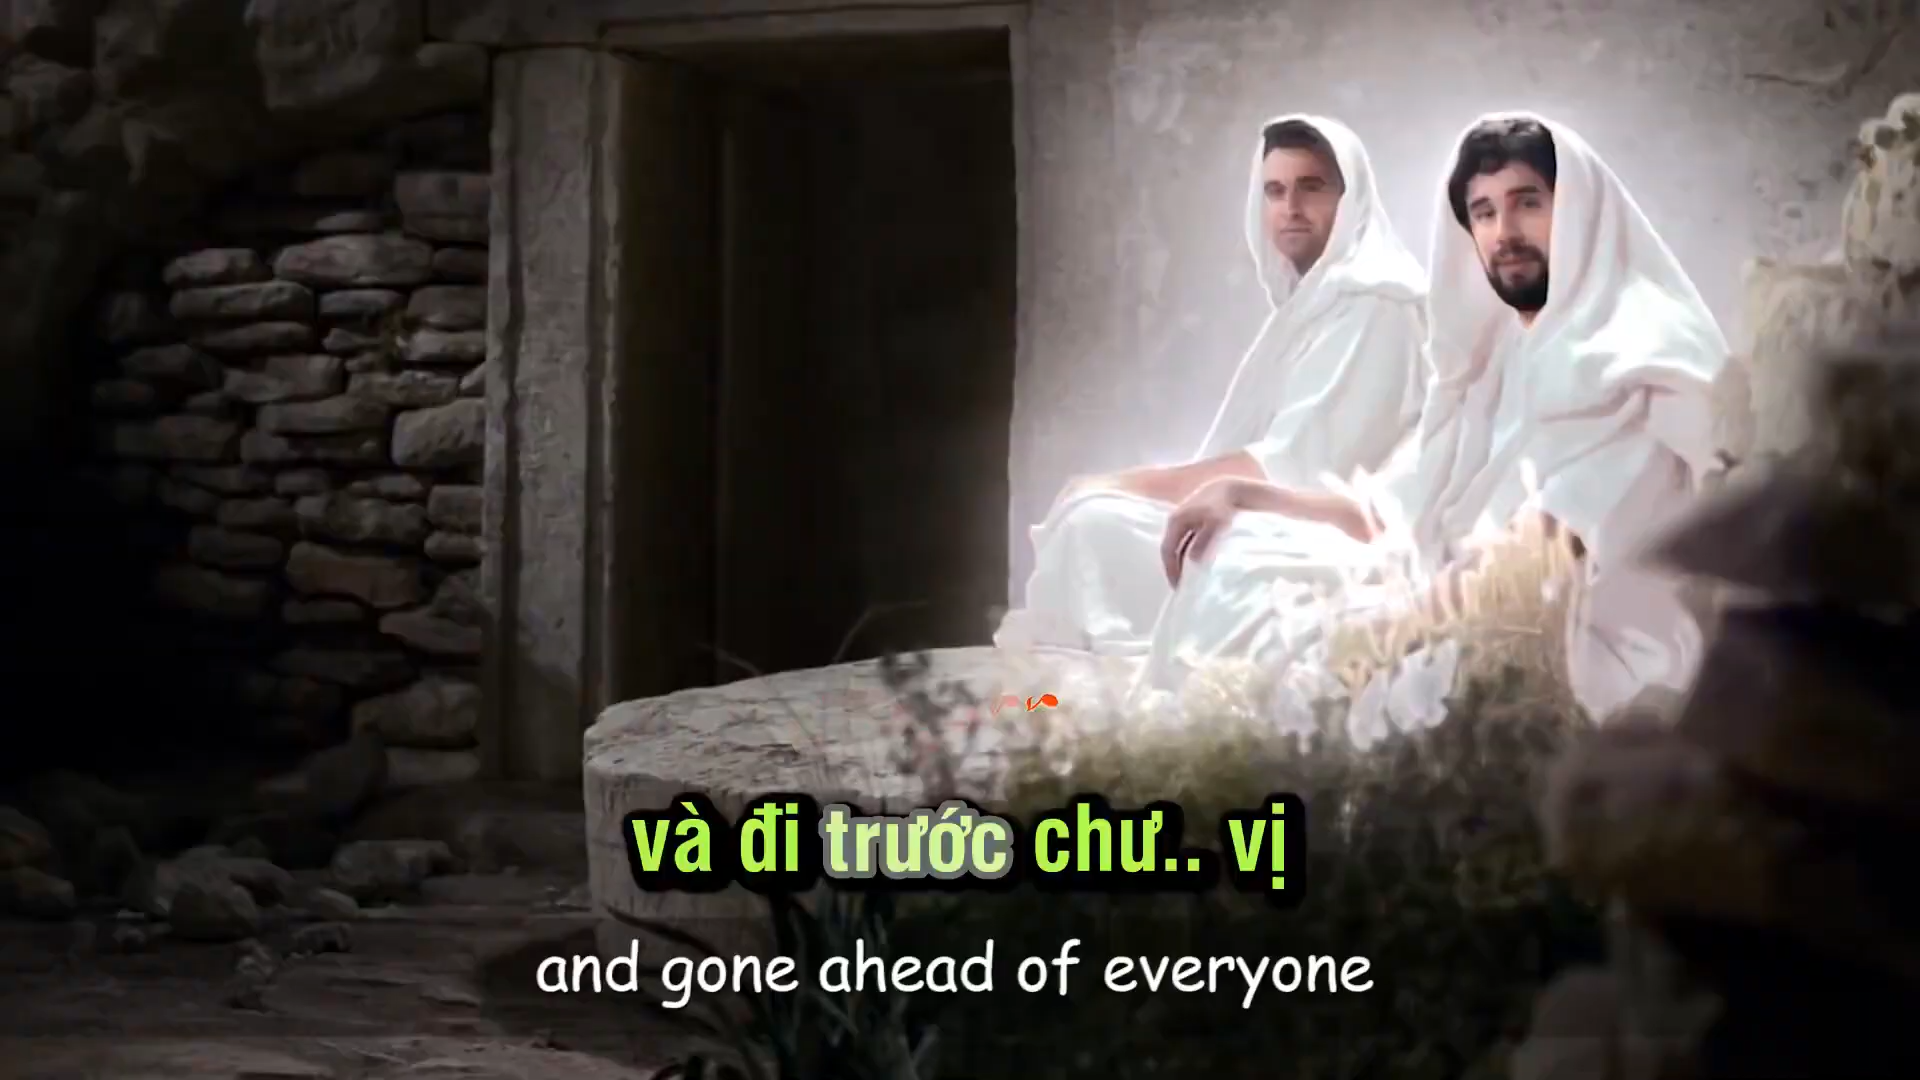 và đi trước chư.. vị
and gone ahead of everyone